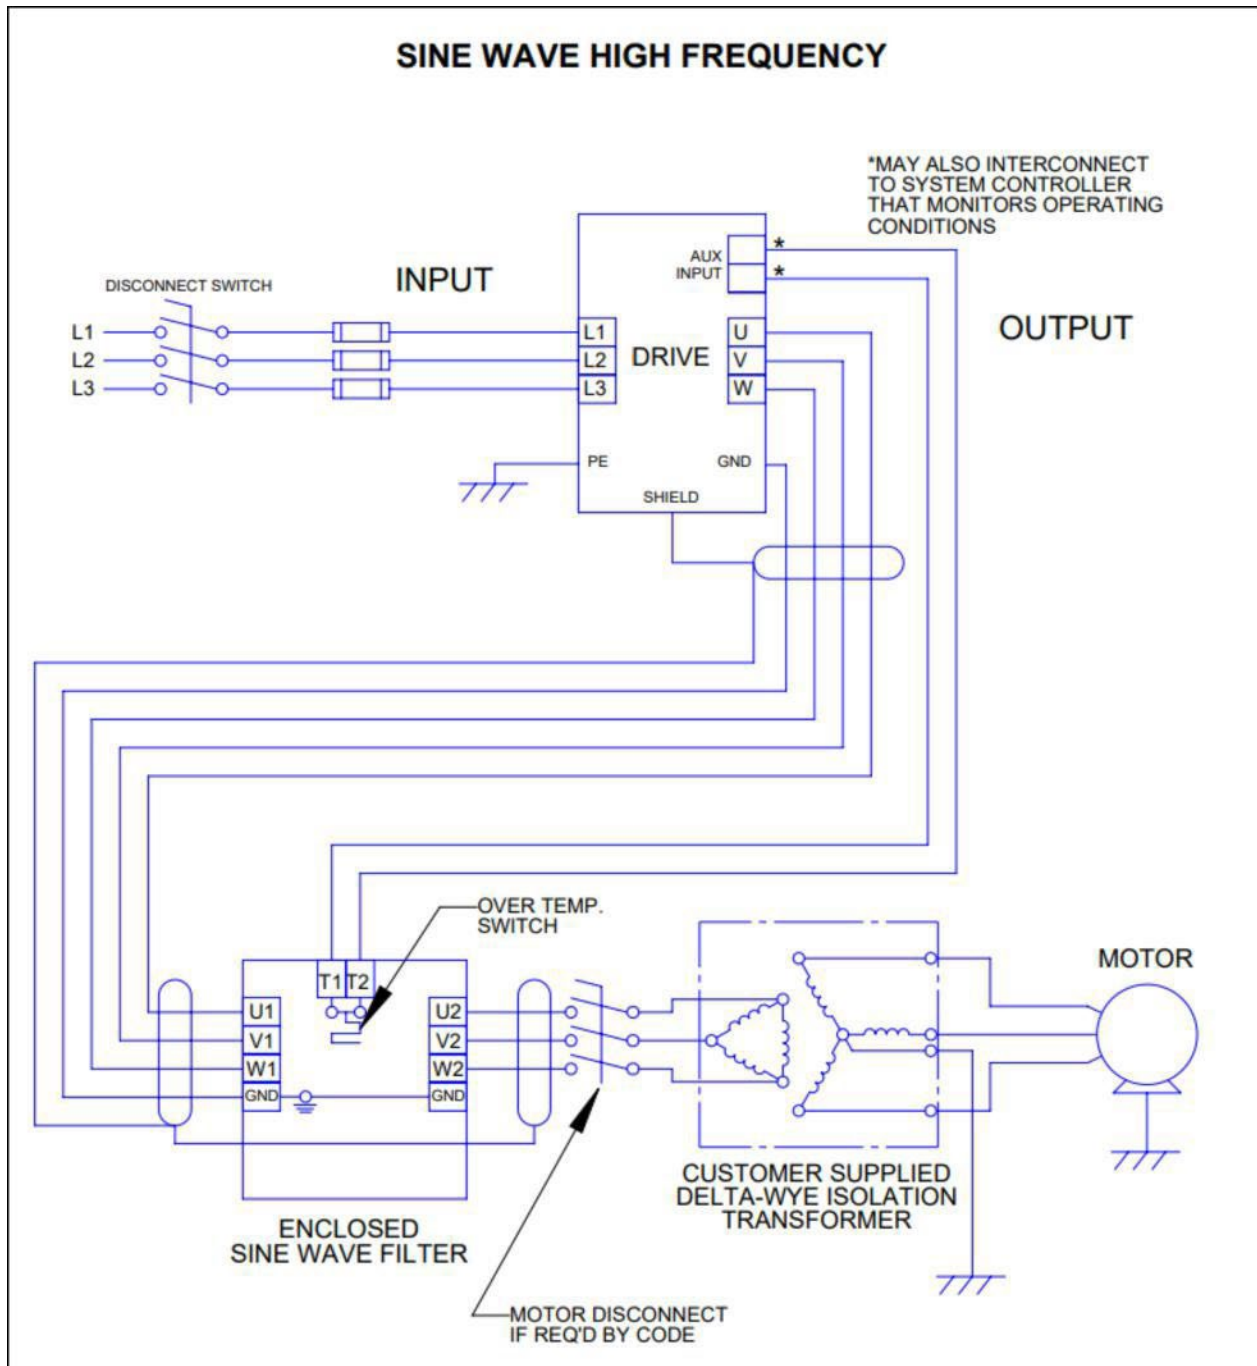 SINE WAVE HIGH FREQUENCY
*MAY ALSO INTERCONNECT
TO SYSTEM CONTROLLER
THAT MONITORS OPERATING
CONDITIONS
DISCONNECT SWITCH
INPUT
AUX
INPUT
*
*
OUTPUT
L1
L2
L3
L1
L2
L3
DRIVE
U
V
W
PE
GND
SHIELD
OVER TEMP.
SWITCH
T1 T2
U1
V1
W1
GND
U2
V2
W2
GND
MOTOR
CUSTOMER SUPPLIED
DELTA-WYE ISOLATION
TRANSFORMER
ENCLOSED
SINE WAVE FILTER
MOTOR DISCONNECT
IF REQ'D BY CODE